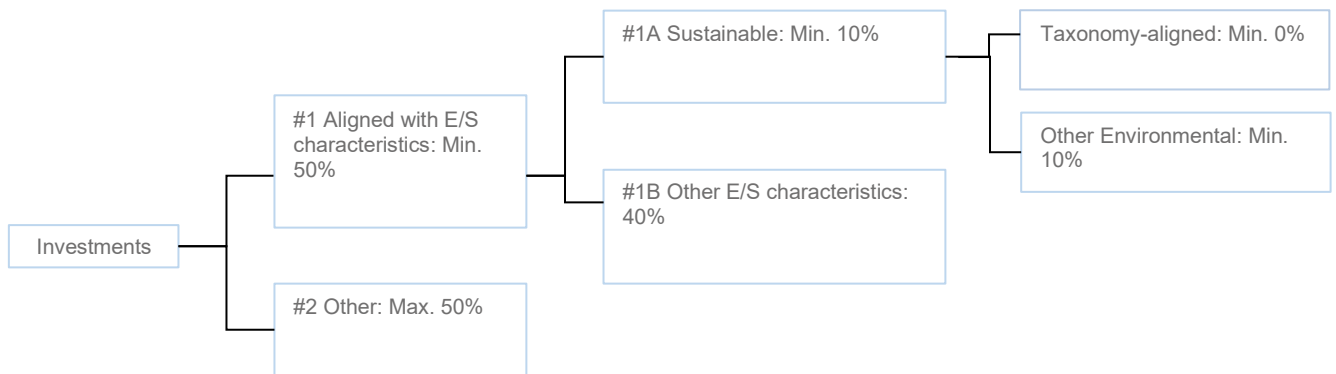 Investments
#1 Aligned with E/S
characteristics: Min.
50%
#2 Other: Max. 50%
#1A Sustainable: Min. 10%
#1B Other E/S characteristics:
40%
Taxonomy-aligned: Min. 0%
Other Environmental: Min.
10%